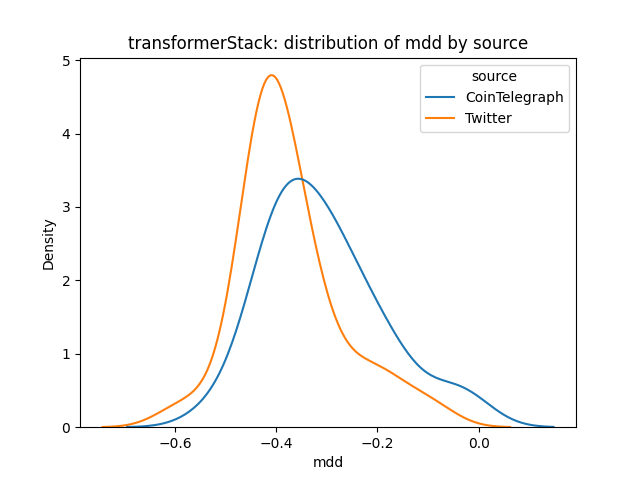 transformerStack: distribution of mdd by source
source
CoinTelegraph
Twitter
Density
5
4
3
2
1
0
−0.6 −0.4 −0.2 0.0
mdd